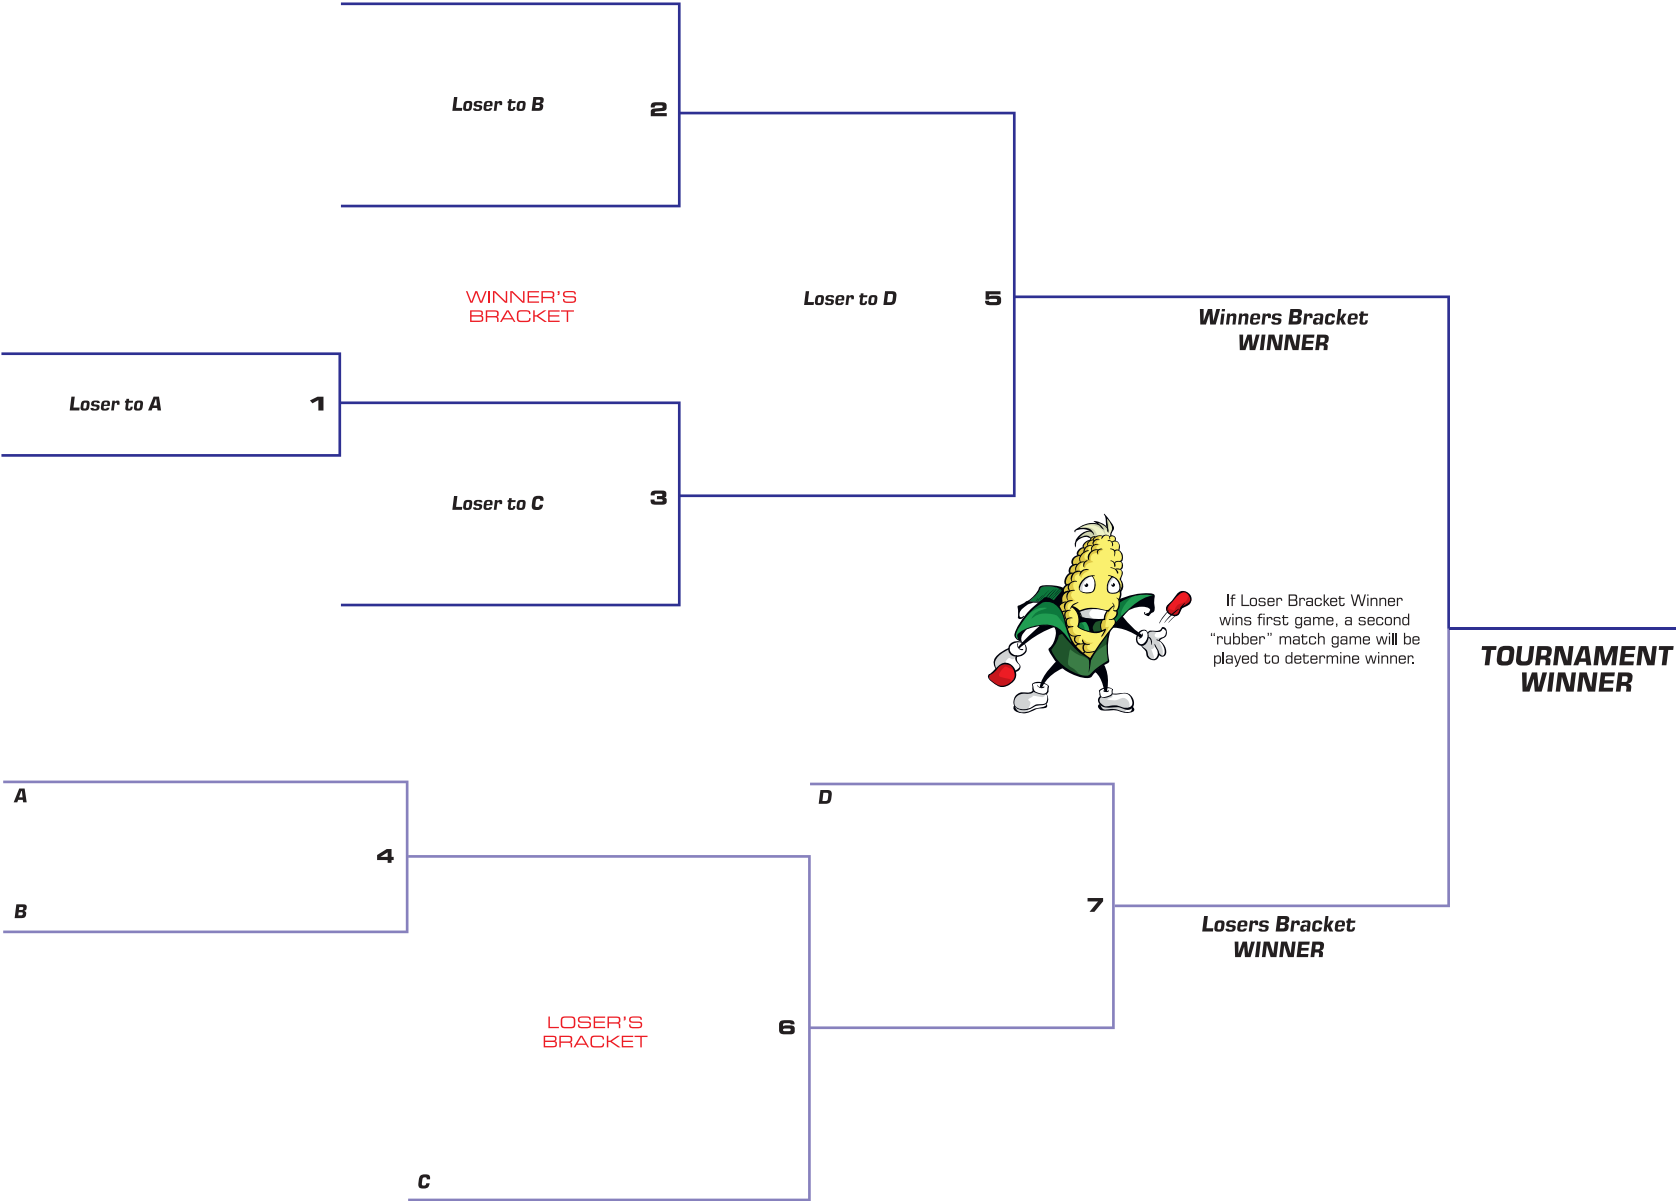 Loser to B
2
WINNER'S
BRACKET
Loser to D
5
Winners Bracket
WINNER
Loser to A
1
Loser to C
3
If Loser Bracket Winner
wins first game, a second
“rubber” match game will be
played to determine winner.
TOURNAMENT
WINNER
A
4
B
D
7
Losers Bracket
WINNER
LOSER'S
BRACKET
6
C